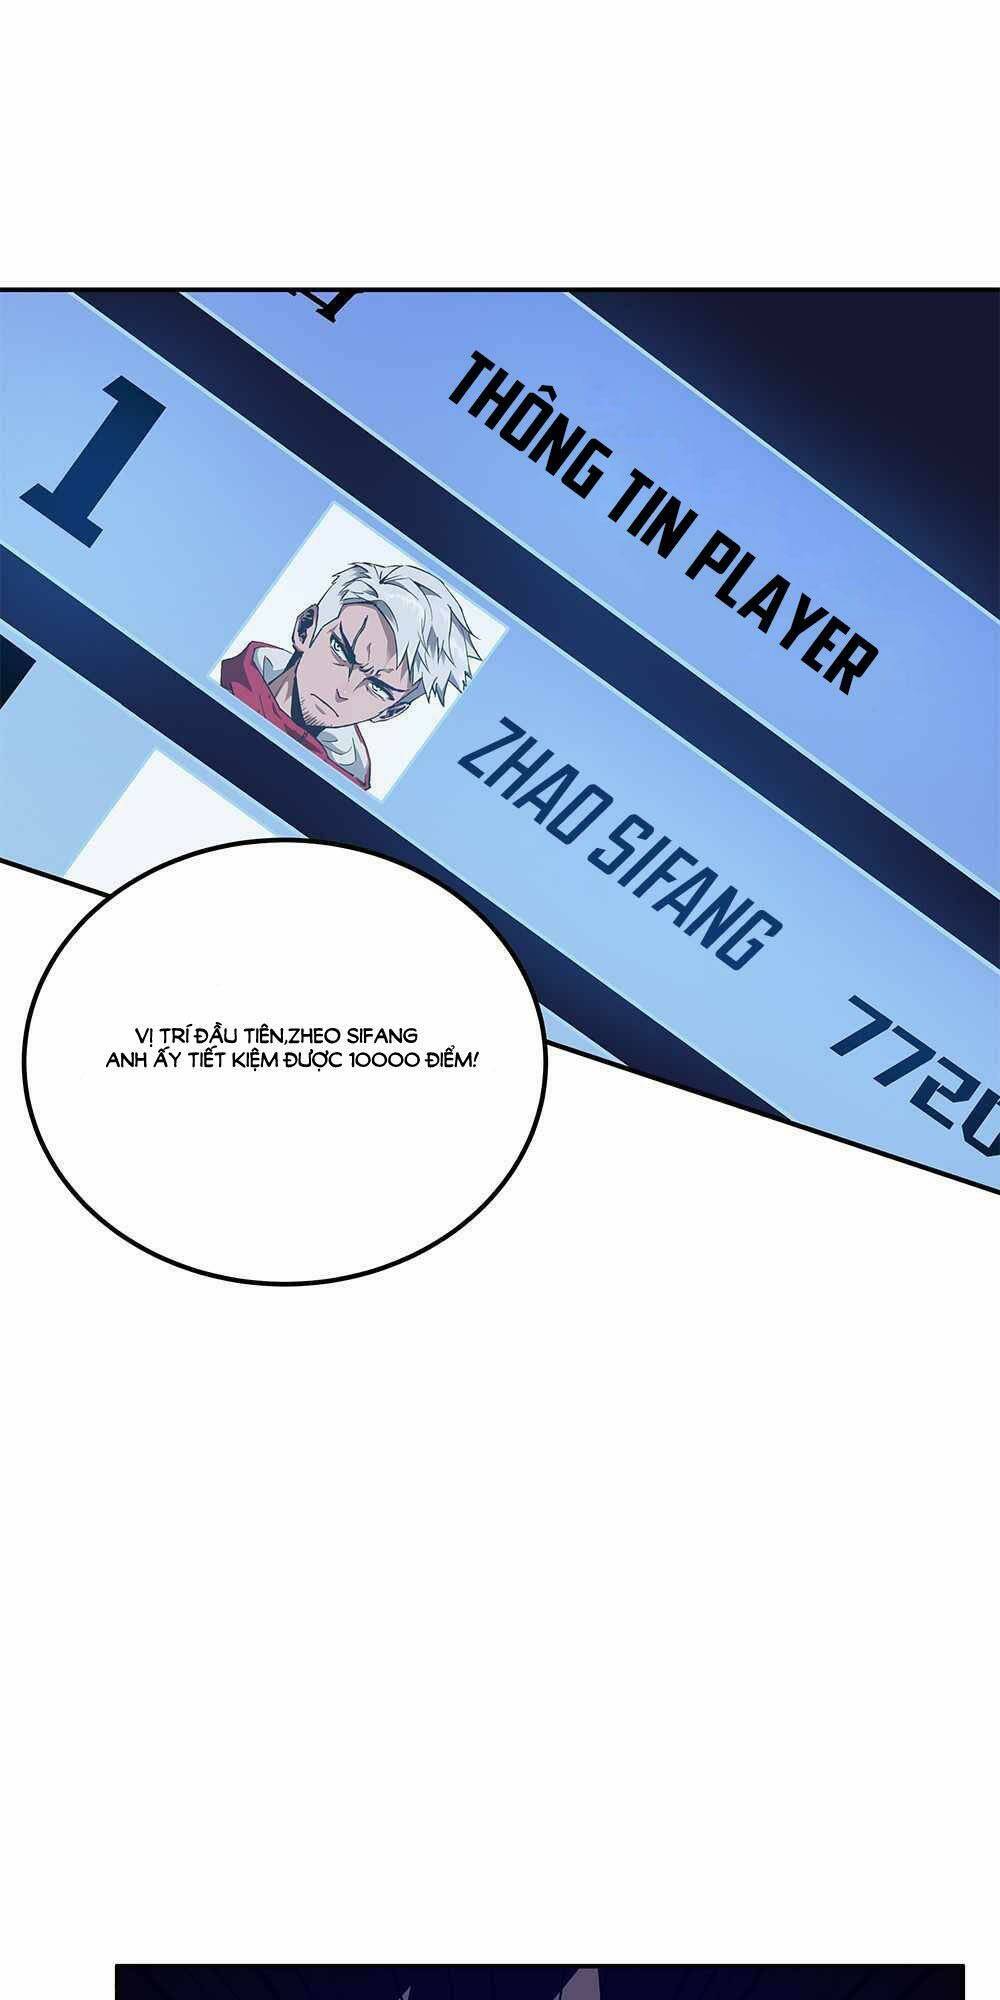 THÔNG TIN PLAYER
1
ZHAO SIFANG
7720
VỊ TRÍ ĐẦU TIÊN,ZHEO SIFANG
ANH ẤY TIẾT KIỆM ĐƯỢC 10000 ĐIỂM!